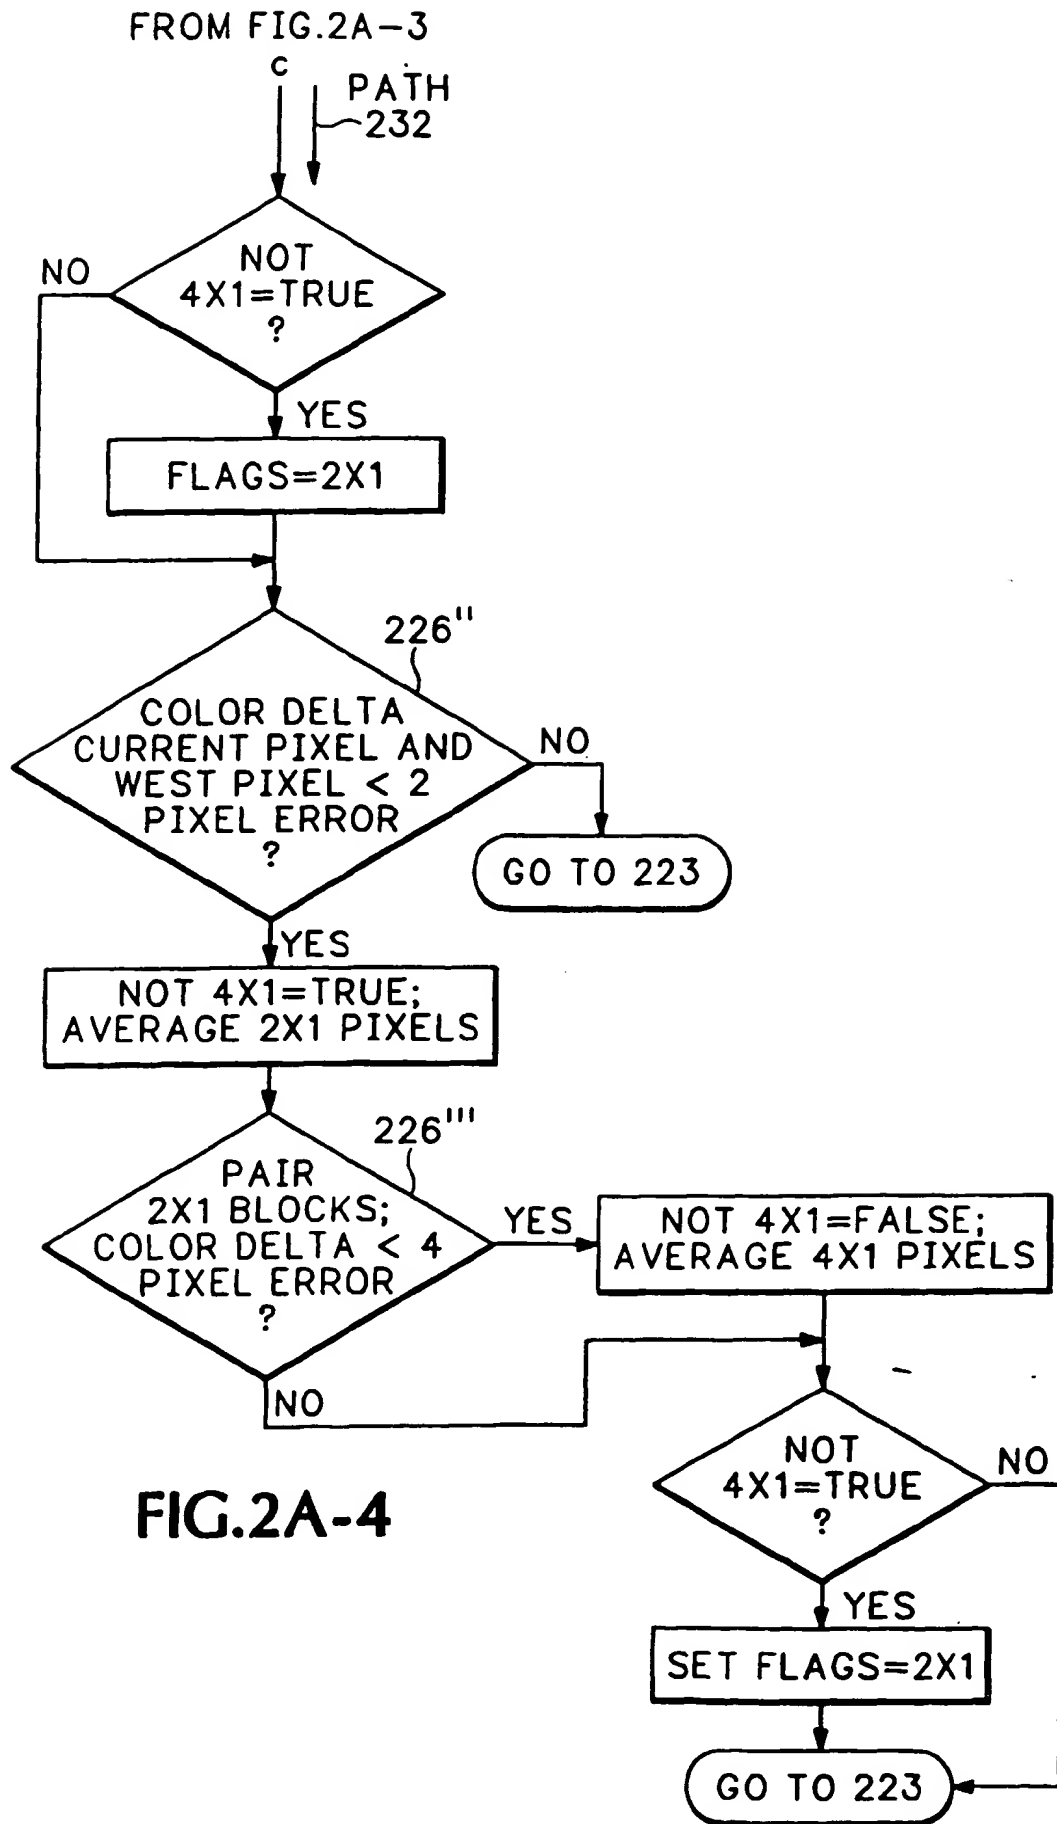 FROM FIG.2A-3
C
PATH
232
NOT
4X1=TRUE
?
NO
YES
FLAGS=2X1
226"
COLOR DELTA
CURRENT PIXEL AND
WEST PIXEL < 2
PIXEL ERROR
?
NO
GO TO 223
YES
NOT 4X1=TRUE;
AVERAGE 2X1 PIXELS
226'''
PAIR
2X1 BLOCKS;
COLOR DELTA < 4
PIXEL ERROR
?
YES
NOT 4X1=FALSE;
AVERAGE 4X1 PIXELS
NO
NOT
4X1=TRUE
?
NO
YES
SET FLAGS=2X1
GO TO 223
FIG.2A-4